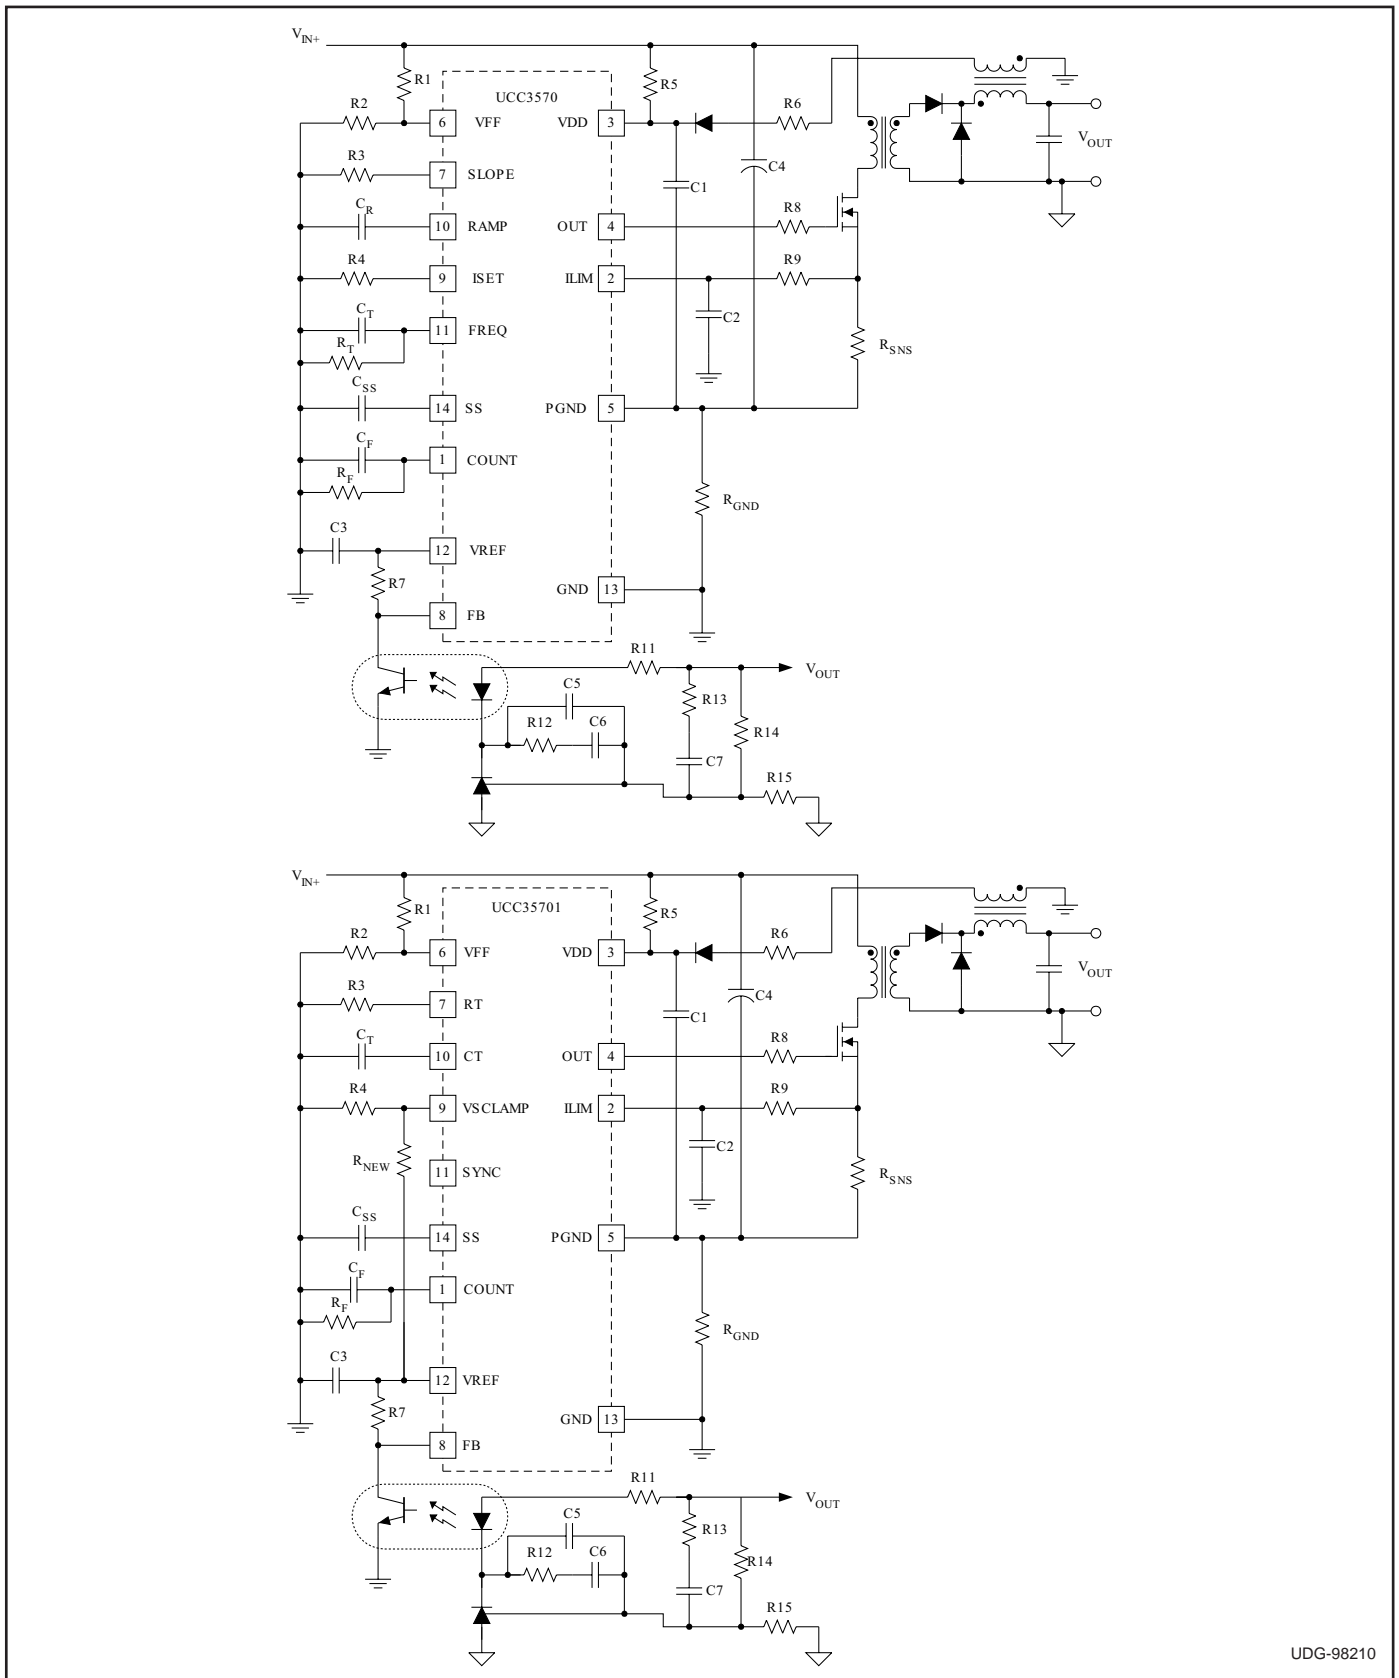 VIN+
R1
R2
R3
CR
R4
CT
RT
CSS
CF
RF
C3
R7
UCC3570
6 VFF
7 SLOPE
10 RAMP
9 ISET
11 FREQ
14 SS
1 COUNT
12 VREF
8 FB
VDD 3
OUT 4
ILIM 2
PGND 5
GND 13
R5
R6
C1
C4
R8
R9
C2
RSNS
RGND
VOUT
R11
VOUT
C5
R12
C6
R13
R14
C7
R15
VIN+
R1
R2
R3
CT
R4
RNEW
CSS
CF
RF
C3
R7
UCC35701
6 VFF
7 RT
10 CT
9 VSCLAMP
11 SYNC
14 SS
1 COUNT
12 VREF
8 FB
VDD 3
OUT 4
ILIM 2
PGND 5
GND 13
R5
R6
C1
C4
R8
R9
C2
RSNS
RGND
VOUT
R11
VOUT
C5
R12
C6
R13
R14
C7
R15
UDG-98210